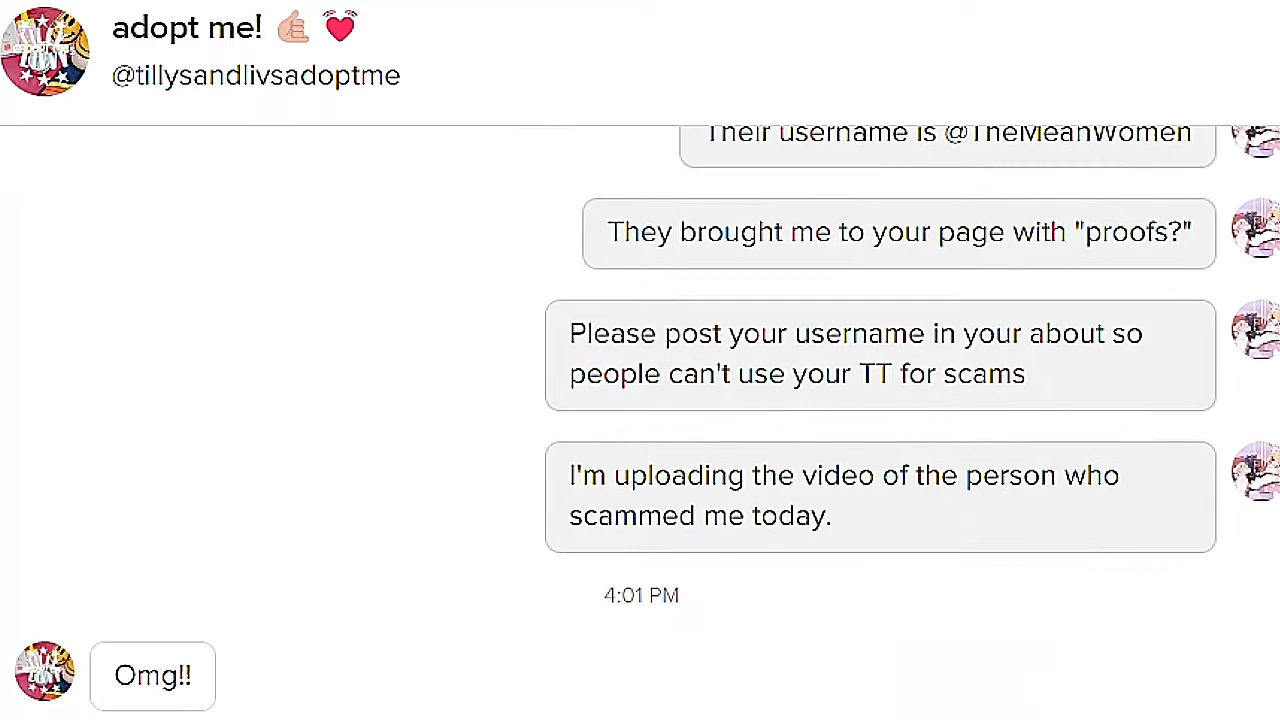 adopt me! 🤙🏼 💓
@tillysandlivsadoptme
Their username is @TheMeanWomen
They brought me to your page with "proofs?"
Please post your username in your about so
people can't use your TT for scams
I'm uploading the video of the person who
scammed me today.
4:01 PM
Omg!!